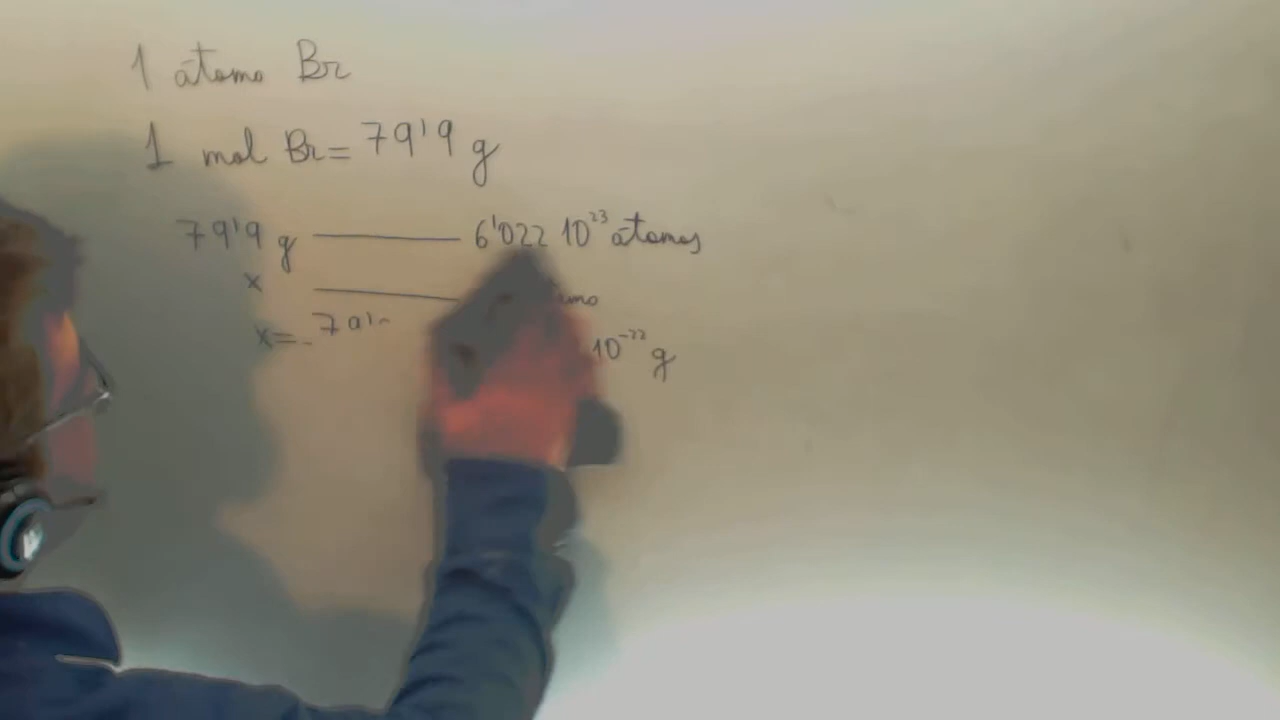 1 átomo Br
1 mol Br = 79'9 g
79'9 g 6'022 10²³ átomos
x
x = 10⁻²² g